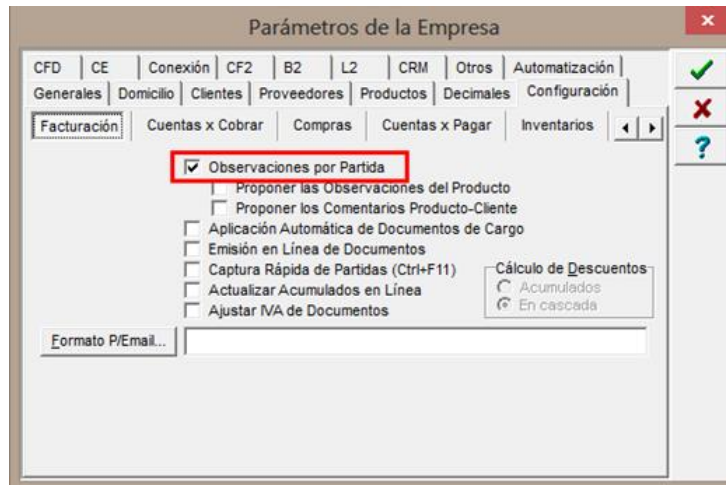 Parámetros de la Empresa
CFD CE Conexión CF2 B2 L2 CRM Otros Automatización
Generales Domicilio Clientes Proveedores Productos Decimales Configuración
Facturación Cuentas x Cobrar Compras Cuentas x Pagar Inventarios
Observaciones por Partida
Proponer las Observaciones del Producto
Proponer los Comentarios Producto-Cliente
Aplicación Automática de Documentos de Cargo
Emisión en Línea de Documentos
Captura Rápida de Partidas (Ctrl+F11)
Actualizar Acumulados en Línea
Ajustar IVA de Documentos
Cálculo de Descuentos
Acumulados
En cascada
Formato P/Email...